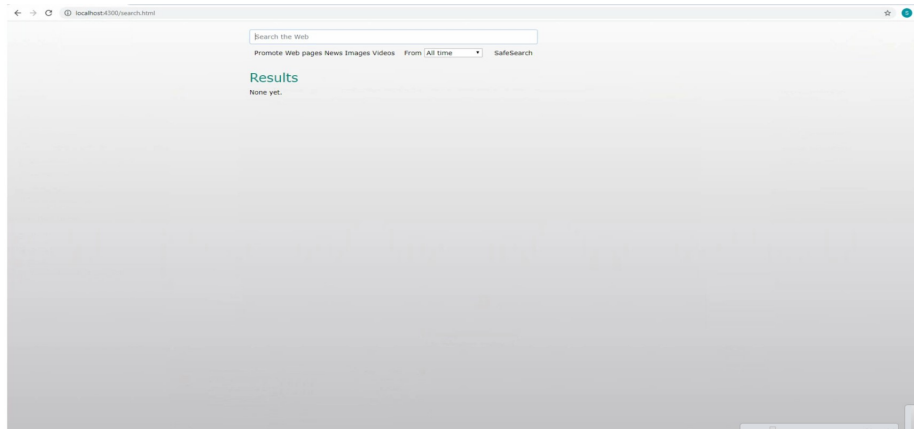 localhost:4300/search.html
Search the Web
Promote Web pages News Images Videos From All time SafeSearch
Results
None yet.